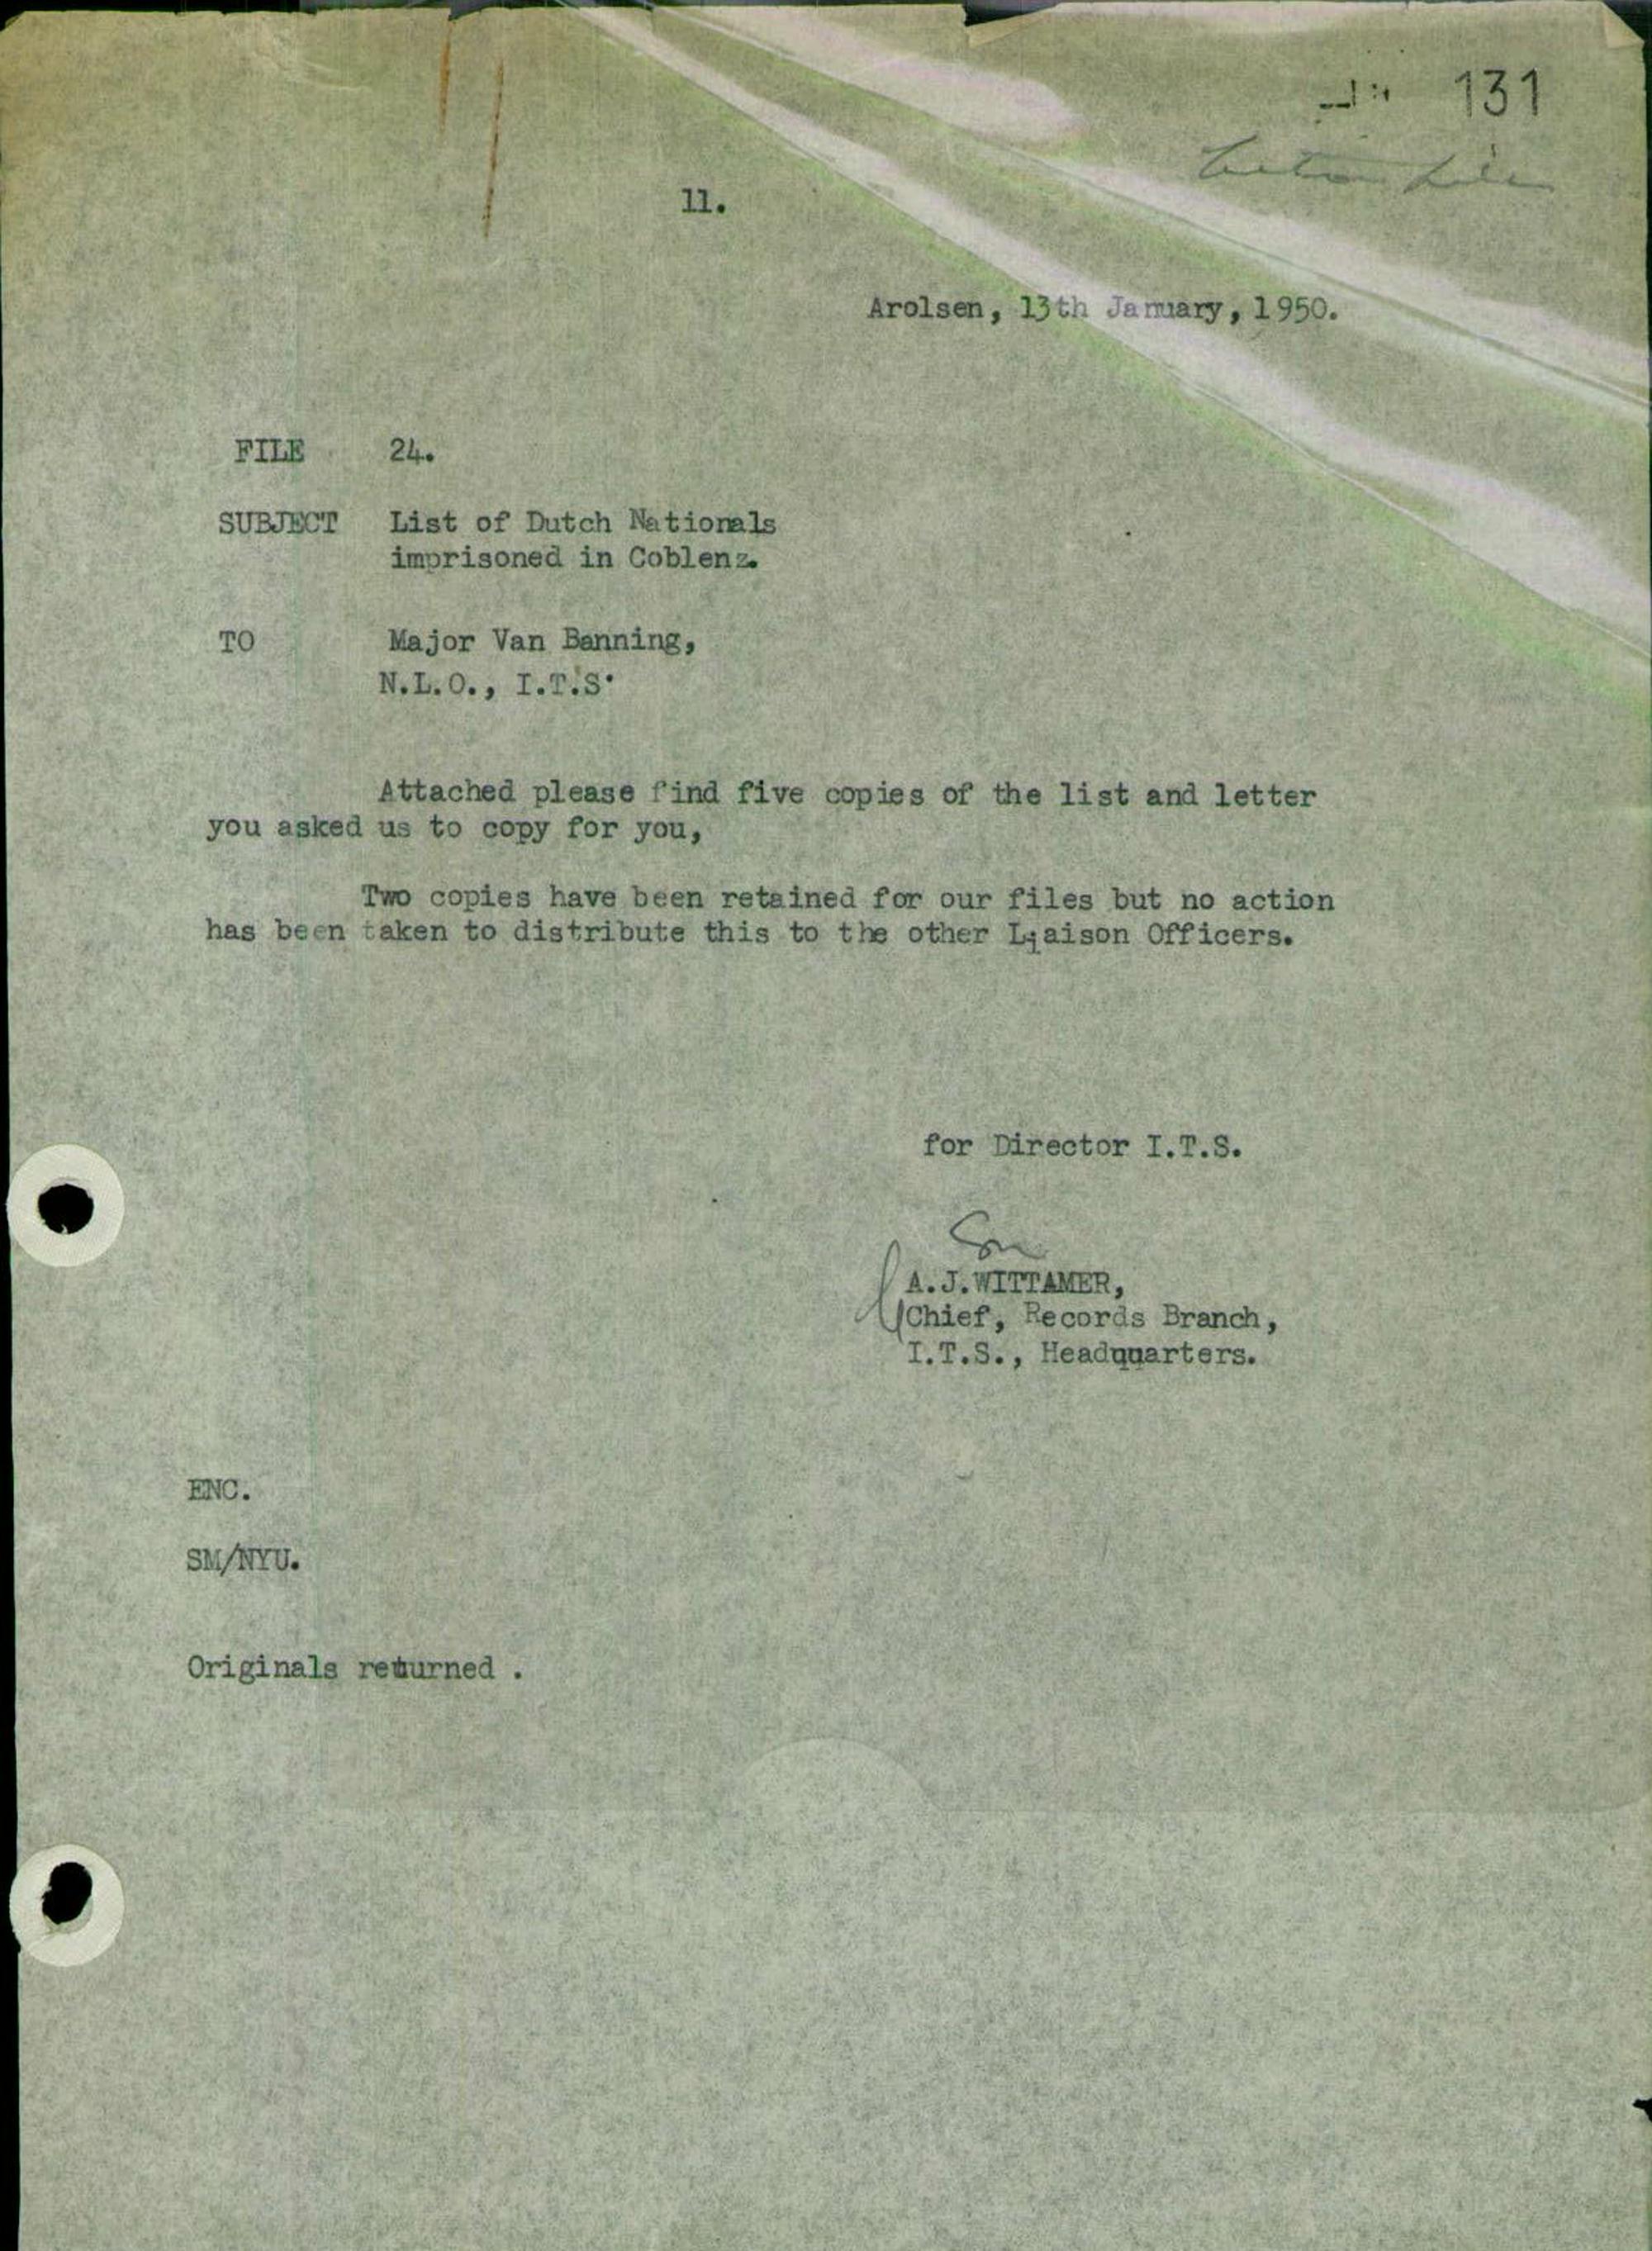 131
11.
Arolsen, 13th January, 1950.
FILE 24.
SUBJECT List of Dutch Nationals
imprisoned in Coblenz.
TO Major Van Banning,
N.L.O., I.T.S.
Attached please find five copies of the list and letter
you asked us to copy for you,
Two copies have been retained for our files but no action
has been taken to distribute this to the other Liaison Officers.
for Director I.T.S.
A.J.WITTAMER,
Chief, Records Branch,
I.T.S., Headquarters.
ENC.
SM/NYU.
Originals returned .